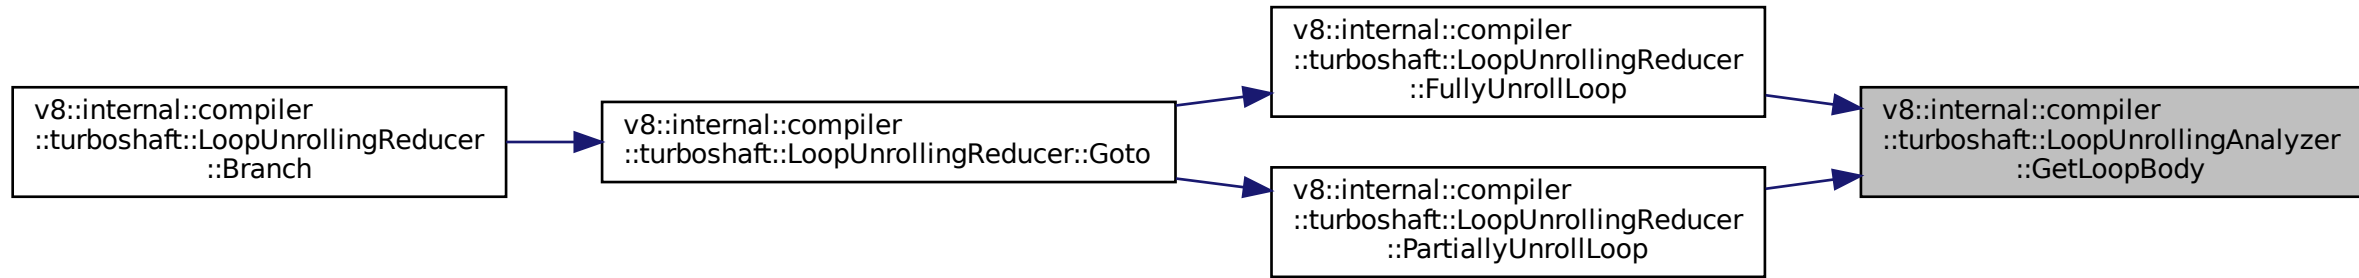 v8::internal::compiler
::turboshaft::LoopUnrollingReducer
::Branch
v8::internal::compiler
::turboshaft::LoopUnrollingReducer::Goto
v8::internal::compiler
::turboshaft::LoopUnrollingReducer
::FullyUnrollLoop
v8::internal::compiler
::turboshaft::LoopUnrollingReducer
::PartiallyUnrollLoop
v8::internal::compiler
::turboshaft::LoopUnrollingAnalyzer
::GetLoopBody